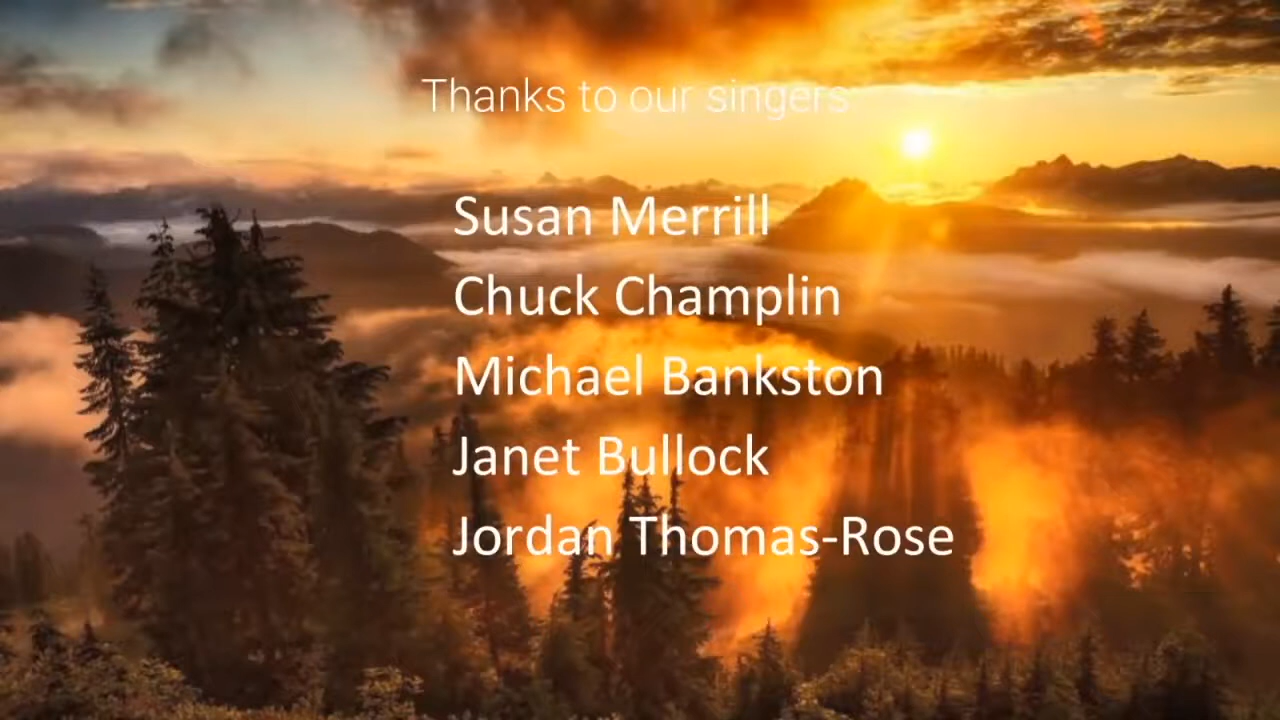 Thanks to our singers
Susan Merrill
Chuck Champlin
Michael Bankston
Janet Bullock
Jordan Thomas-Rose